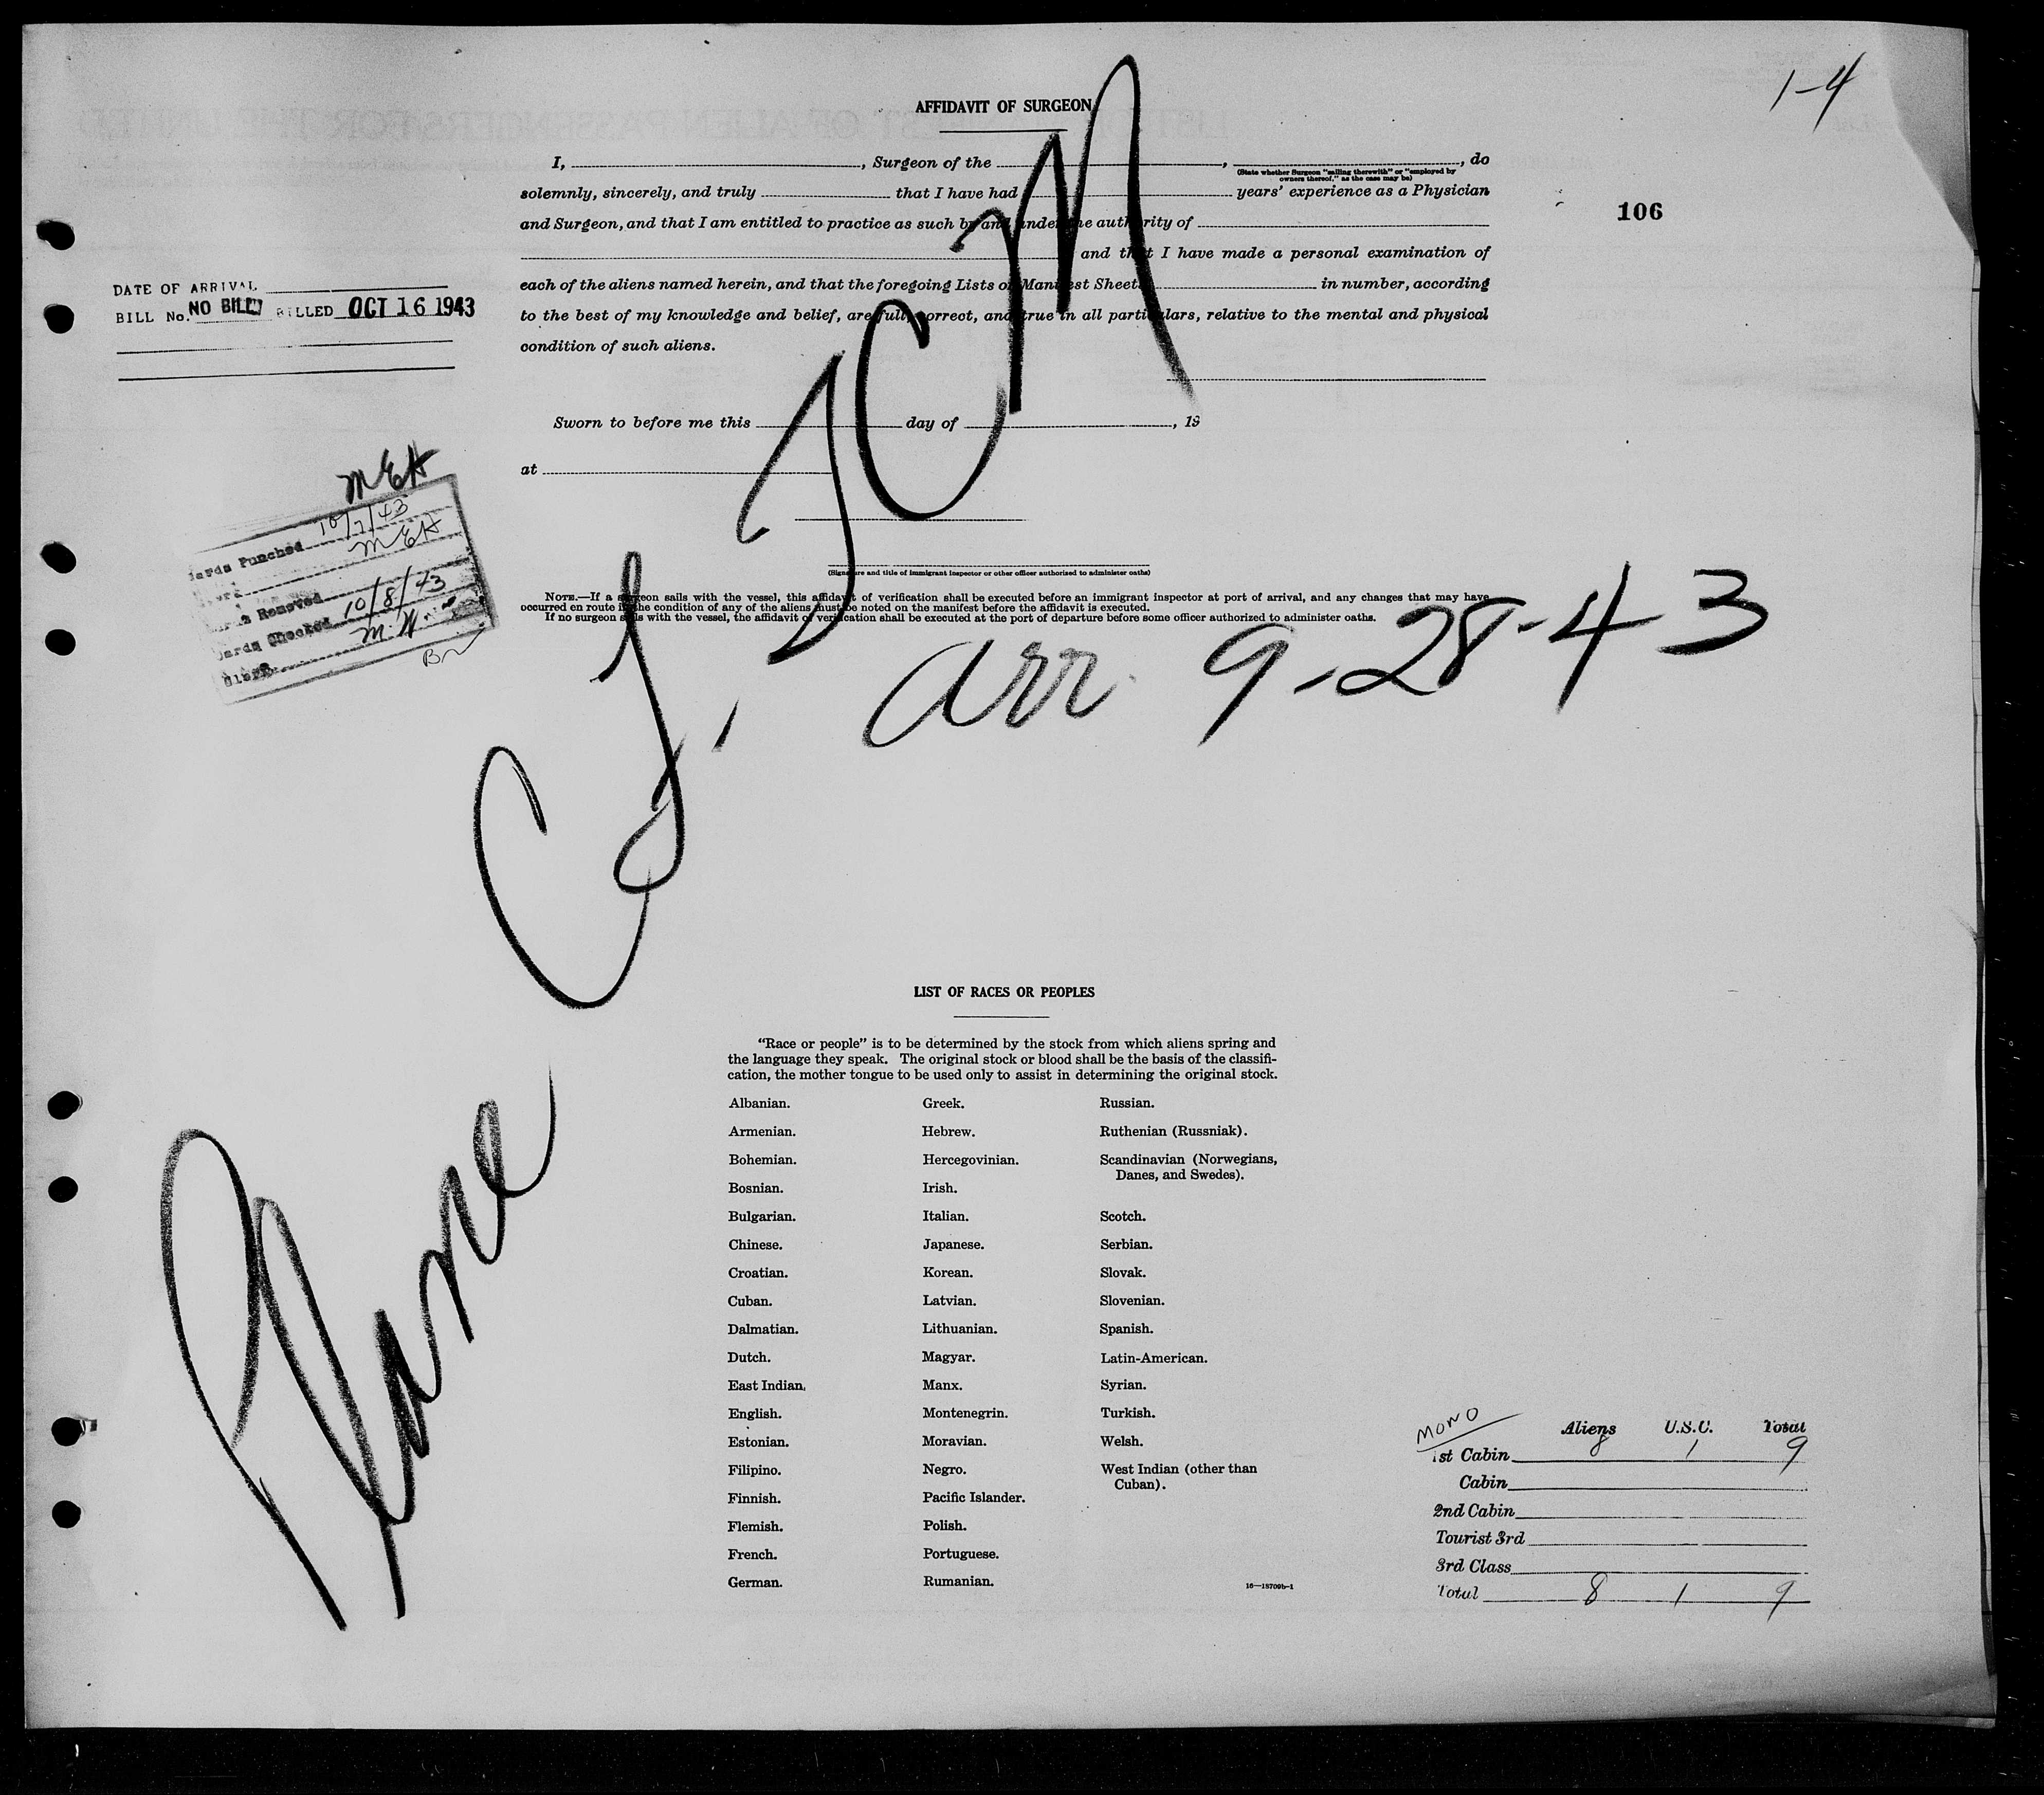 1-4
AFFIDAVIT OF SURGEON
I, , Surgeon of the , , do
(State whether Surgeon "sailing therewith" or "employed by owners thereof," as the case may be)
solemnly, sincerely, and truly that I have had years' experience as a Physician
and Surgeon, and that I am entitled to practice as such by and under the authority of
and that I have made a personal examination of
each of the aliens named herein, and that the foregoing Lists or Manifest Sheets, in number, according
to the best of my knowledge and belief, are full, correct, and true in all particulars, relative to the mental and physical
condition of such aliens.
106
DATE OF ARRIVAL
BILL No. NO BILL BILLED OCT 16 1943
Sworn to before me this day of , 19
at
(Signature and title of immigrant inspector or other officer authorized to administer oaths)
NOTE.—If a surgeon sails with the vessel, this affidavit of verification shall be executed before an immigrant inspector at port of arrival, and any changes that may have
occurred en route in the condition of any of the aliens must be noted on the manifest before the affidavit is executed.
If no surgeon sails with the vessel, the affidavit of verification shall be executed at the port of departure before some officer authorized to administer oaths.
MEH
Cards Punched 10/7/43
MEH
Removed
Cards Checked 10/8/43
Clerk
Plane
arr 9-28-43
LIST OF RACES OR PEOPLES
"Race or people" is to be determined by the stock from which aliens spring and
the language they speak. The original stock or blood shall be the basis of the classifi-
cation, the mother tongue to be used only to assist in determining the original stock.
Albanian.
Armenian.
Bohemian.
Bosnian.
Bulgarian.
Chinese.
Croatian.
Cuban.
Dalmatian.
Dutch.
East Indian.
English.
Estonian.
Filipino.
Finnish.
Flemish.
French.
German.
Greek.
Hebrew.
Hercegovinian.
Irish.
Italian.
Japanese.
Korean.
Latvian.
Lithuanian.
Magyar.
Manx.
Montenegrin.
Moravian.
Negro.
Pacific Islander.
Polish.
Portuguese.
Rumanian.
Russian.
Ruthenian (Russniak).
Scandinavian (Norwegians,
Danes, and Swedes).
Scotch.
Serbian.
Slovak.
Slovenian.
Spanish.
Latin-American.
Syrian.
Turkish.
Welsh.
West Indian (other than
Cuban).
16—18709b-1
MONO
Aliens U.S.C. Total
1st Cabin 8 1 9
Cabin
2nd Cabin
Tourist 3rd
3rd Class
Total 8 1 9